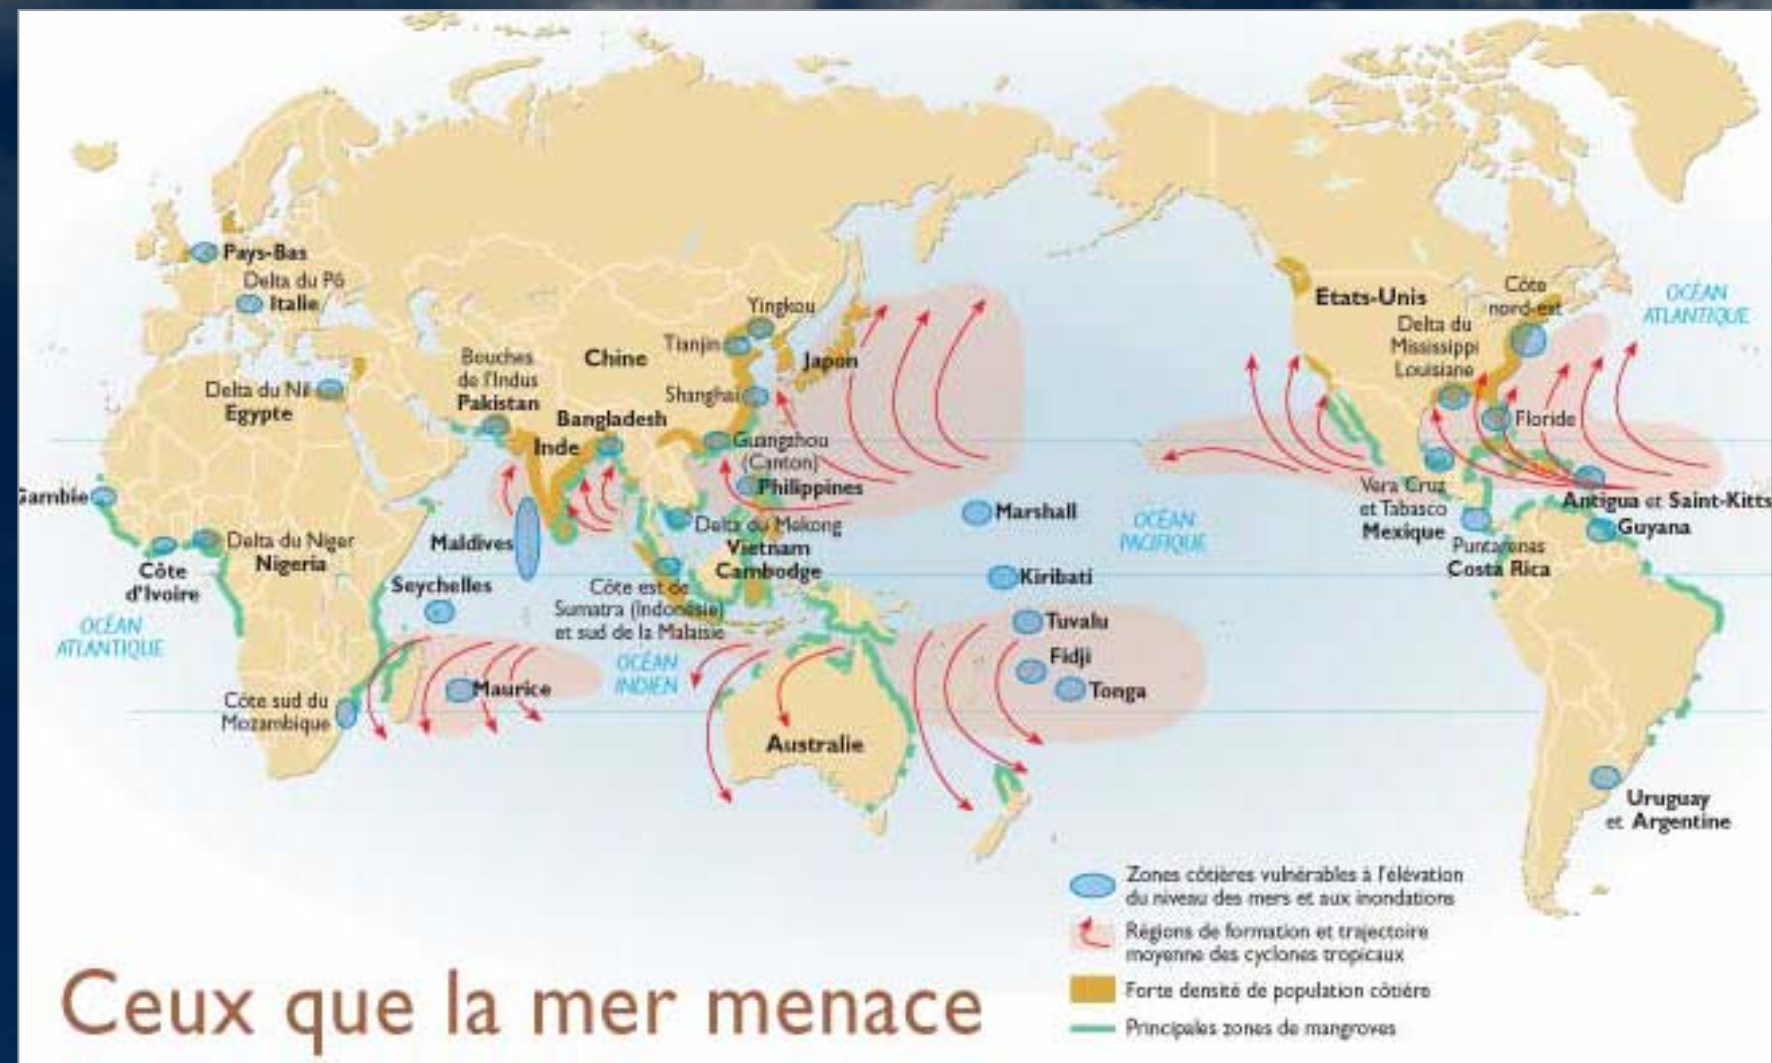 Pays-Bas
Delta du Pô
Italie
Delta du Nil
Egypte
Bouches
de l'Indus
Pakistan
Bangladesh
Inde
Chine
Yingkou
Tianjin
Japon
Shanghai
Guangzhou
(Canton)
Philippines
Delta du Mekong
Vietnam
Cambodge
Gambie
Côte
d'Ivoire
Delta du Niger
Nigeria
Maldives
Seychelles
Côte est de
Sumatra (Indonésie)
et sud de la Malaisie
OCÉAN
ATLANTIQUE
OCÉAN
INDIEN
Maurice
Côte sud du
Mozambique
Australie
Marshall
Kiribati
Tuvalu
Fidji
Tonga
OCÉAN
PACIFIQUE
Etats-Unis
Côte
nord-est
Delta du
Mississippi
Louisiane
Floride
OCÉAN
ATLANTIQUE
Vera Cruz
et Tabasco
Mexique
Antigua et Saint-Kitts
Guyana
Puntarenas
Costa Rica
Uruguay
et Argentine
Zones côtières vulnérables à l'élévation
du niveau des mers et aux inondations
Régions de formation et trajectoire
moyenne des cyclones tropicaux
Forte densité de population côtière
Principales zones de mangroves
Ceux que la mer menace